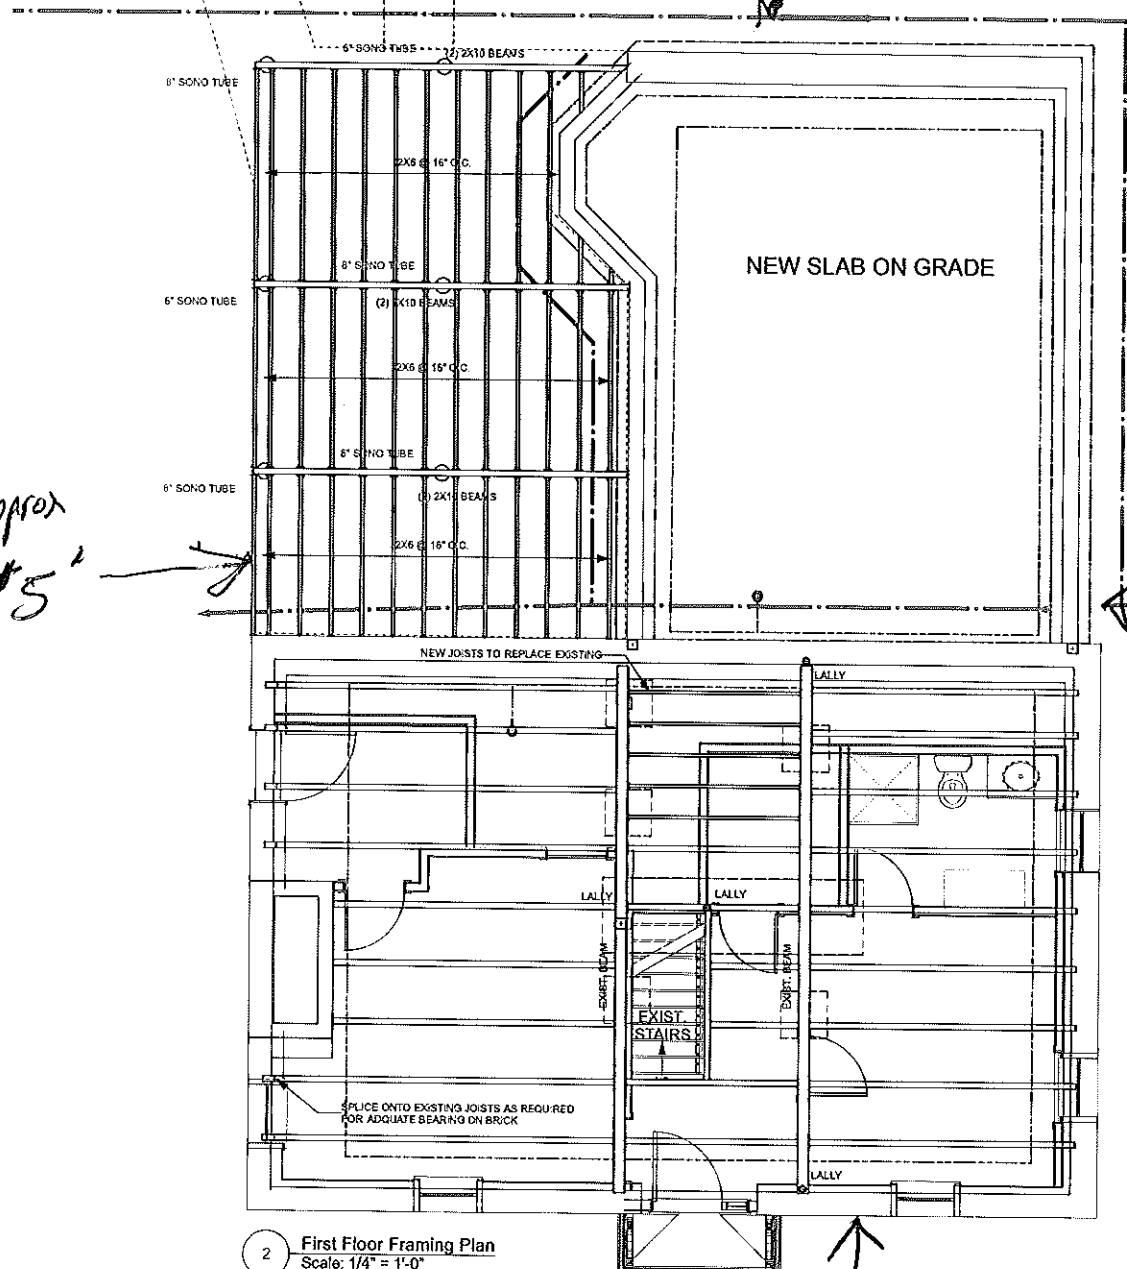 6" SONO TUBE
(2) 2X10 BEAMS
8" SONO TUBE
2X6 @ 16" O.C.
NEW SLAB ON GRADE
8" SONO TUBE
6" SONO TUBE
(2) 2X10 BEAMS
2X6 @ 16" O.C.
8" SONO TUBE
6" SONO TUBE
2X10 BEAMS
2X6 @ 16" O.C.
5'
NEW JOISTS TO REPLACE EXISTING
LALLY
LALLY
LALLY
EXIST. BEAM
EXIST. BEAM
EXIST.
STAIRS
SPLICE ONTO EXISTING JOISTS AS REQUIRED
FOR ADQUATE BEARING ON BRICK
LALLY
2
First Floor Framing Plan
Scale: 1/4" = 1'-0"